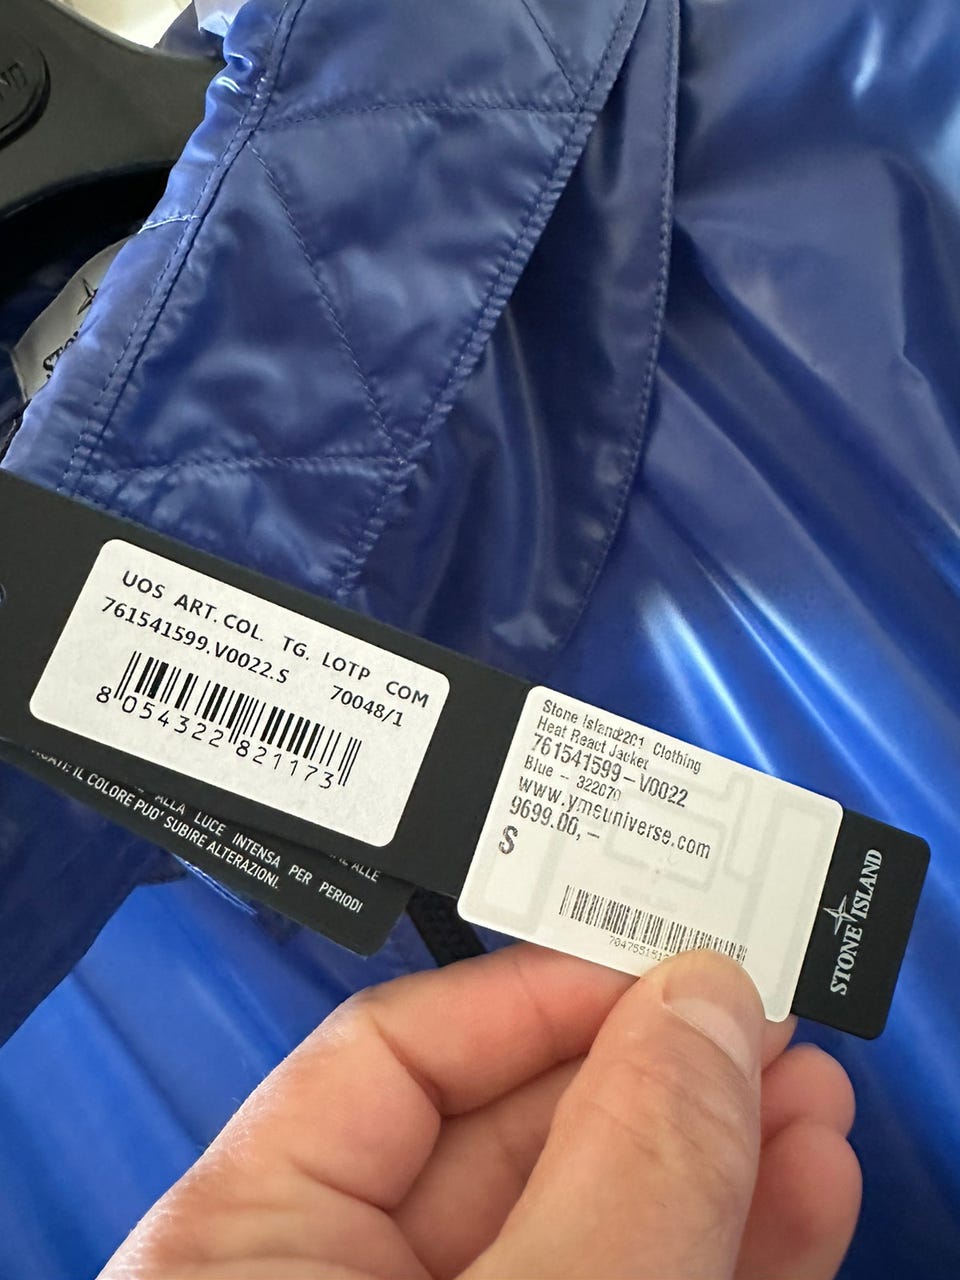 UOS ART.COL. TG. LOTP COM
761541599.V0022.S 70048/1
8 054322 821173
ALLA LUCE INTENSA PER PERIODI
IL COLORE PUO' SUBIRE ALTERAZIONI.
Stone Island2201 Clothing
Heat React Jacket
761541599-V0022
Blue - 322070
www.ymeuniverse.com
9699.00,-
S
STONE ISLAND